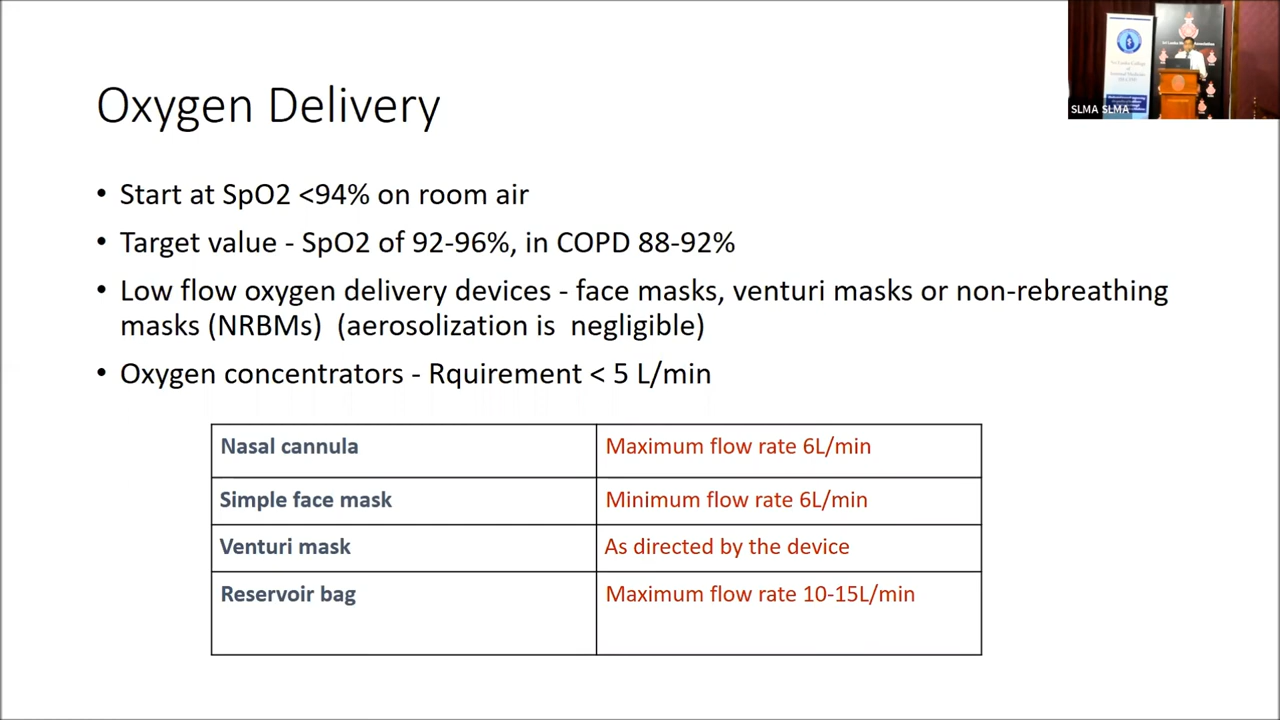 Oxygen Delivery
• Start at SpO2 <94% on room air
• Target value - SpO2 of 92-96%, in COPD 88-92%
• Low flow oxygen delivery devices - face masks, venturi masks or non-rebreathing
masks (NRBMs)  (aerosolization is  negligible)
• Oxygen concentrators - Rquirement < 5 L/min
Nasal cannula Maximum flow rate 6L/min
Simple face mask Minimum flow rate 6L/min
Venturi mask As directed by the device
Reservoir bag Maximum flow rate 10-15L/min
SLMA SLMA